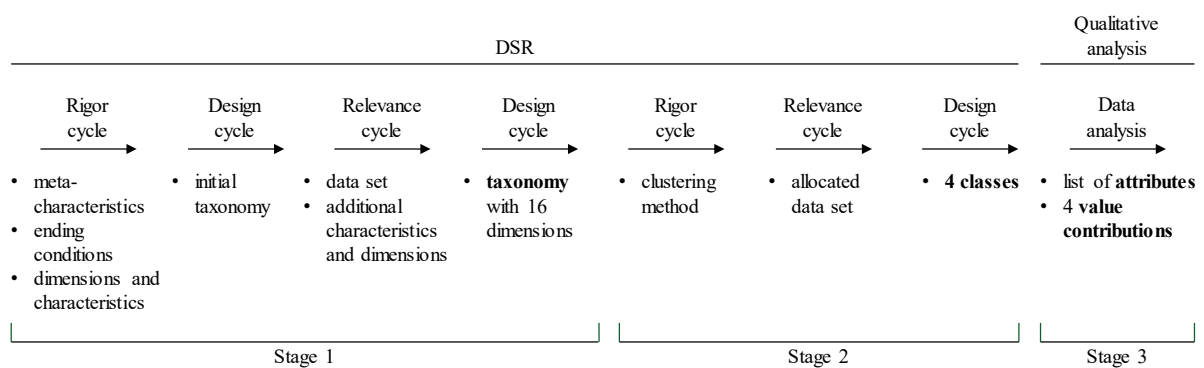 Qualitative
analysis
DSR
Rigor
cycle
Design
cycle
Relevance
cycle
Design
cycle
Rigor
cycle
Relevance
cycle
Design
cycle
Data
analysis
• meta-
characteristics
• ending
conditions
• dimensions and
characteristics
• initial
taxonomy
• data set
• additional
characteristics
and dimensions
• taxonomy
with 16
dimensions
• clustering
method
• allocated
data set
• 4 classes
• list of attributes
• 4 value
contributions
Stage 1
Stage 2
Stage 3